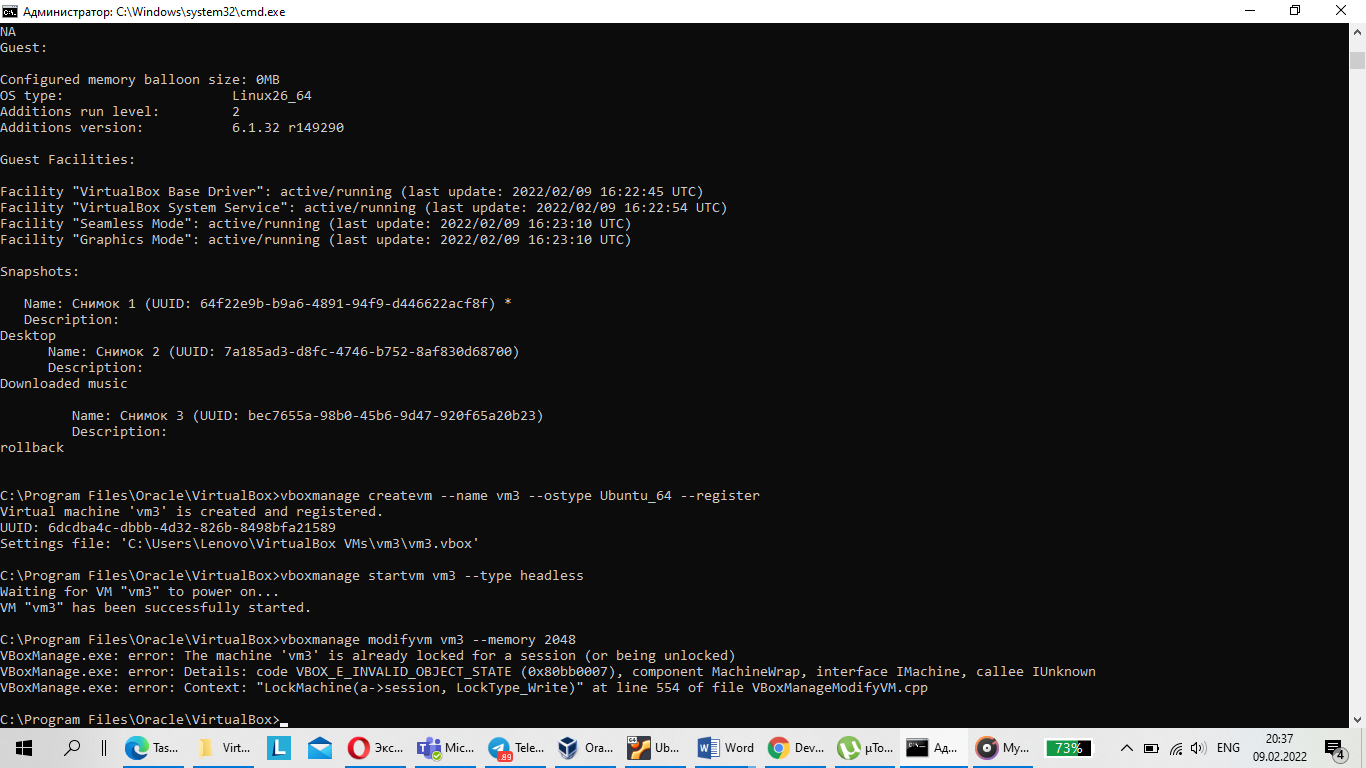 Администратор: C:\Windows\system32\cmd.exe
NA
Guest:
Configured memory balloon size: 0MB
OS type: Linux26_64
Additions run level: 2
Additions version: 6.1.32 r149290
Guest Facilities:
Facility "VirtualBox Base Driver": active/running (last update: 2022/02/09 16:22:45 UTC)
Facility "VirtualBox System Service": active/running (last update: 2022/02/09 16:22:54 UTC)
Facility "Seamless Mode": active/running (last update: 2022/02/09 16:23:10 UTC)
Facility "Graphics Mode": active/running (last update: 2022/02/09 16:23:10 UTC)
Snapshots:
Name: Снимок 1 (UUID: 64f22e9b-b9a6-4891-94f9-d446622acf8f) *
Description:
Desktop
Name: Снимок 2 (UUID: 7a185ad3-d8fc-4746-b752-8af830d68700)
Description:
Downloaded music
Name: Снимок 3 (UUID: bec7655a-98b0-45b6-9d47-920f65a20b23)
Description:
rollback
C:\Program Files\Oracle\VirtualBox>vboxmanage createvm --name vm3 --ostype Ubuntu_64 --register
Virtual machine 'vm3' is created and registered.
UUID: 6dcdba4c-dbbb-4d32-826b-8498bfa21589
Settings file: 'C:\Users\Lenovo\VirtualBox VMs\vm3\vm3.vbox'
C:\Program Files\Oracle\VirtualBox>vboxmanage startvm vm3 --type headless
Waiting for VM "vm3" to power on...
VM "vm3" has been successfully started.
C:\Program Files\Oracle\VirtualBox>vboxmanage modifyvm vm3 --memory 2048
VBoxManage.exe: error: The machine 'vm3' is already locked for a session (or being unlocked)
VBoxManage.exe: error: Details: code VBOX_E_INVALID_OBJECT_STATE (0x80bb0007), component MachineWrap, interface IMachine, callee IUnknown
VBoxManage.exe: error: Context: "LockMachine(a->session, LockType_Write)" at line 554 of file VBoxManageModifyVM.cpp
C:\Program Files\Oracle\VirtualBox>
Tas... Virt... L Экс... Mic... Tele... .89 Ora... 64 Ub... W Word Dev... µTo... Ад... My... 73% ENG 20:37
09.02.2022 4